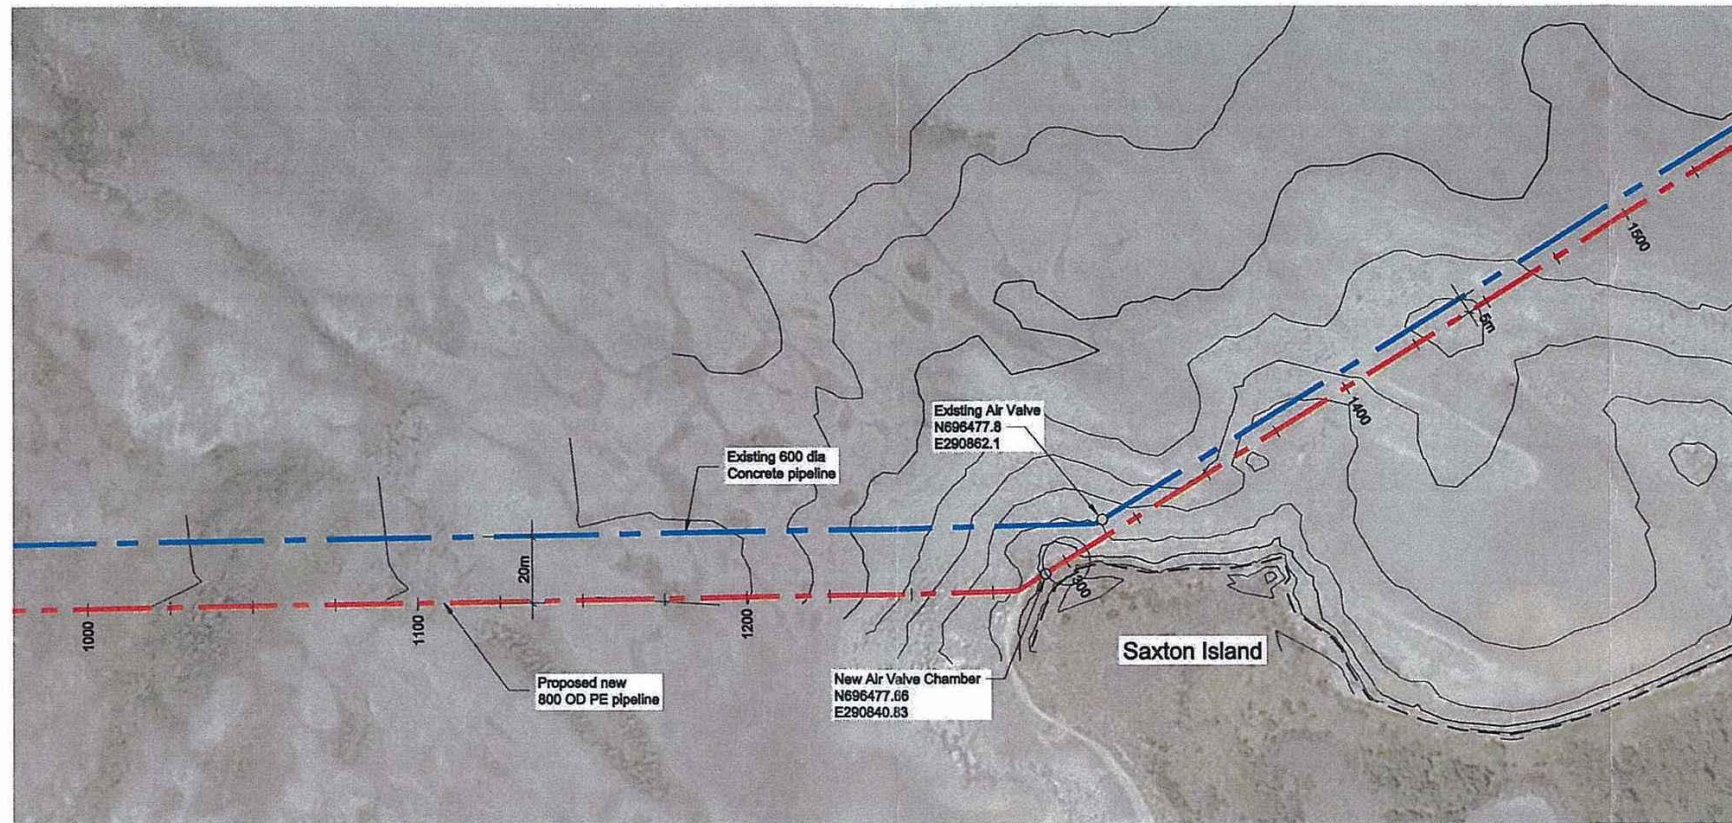 Existing Air Valve
N696477.8
E290862.1
Existing 600 dia
Concrete pipeline
20m
1000
1100
1200
1300
1400
5m
1500
Proposed new
800 OD PE pipeline
New Air Valve Chamber
N696477.66
E290840.83
Saxton Island